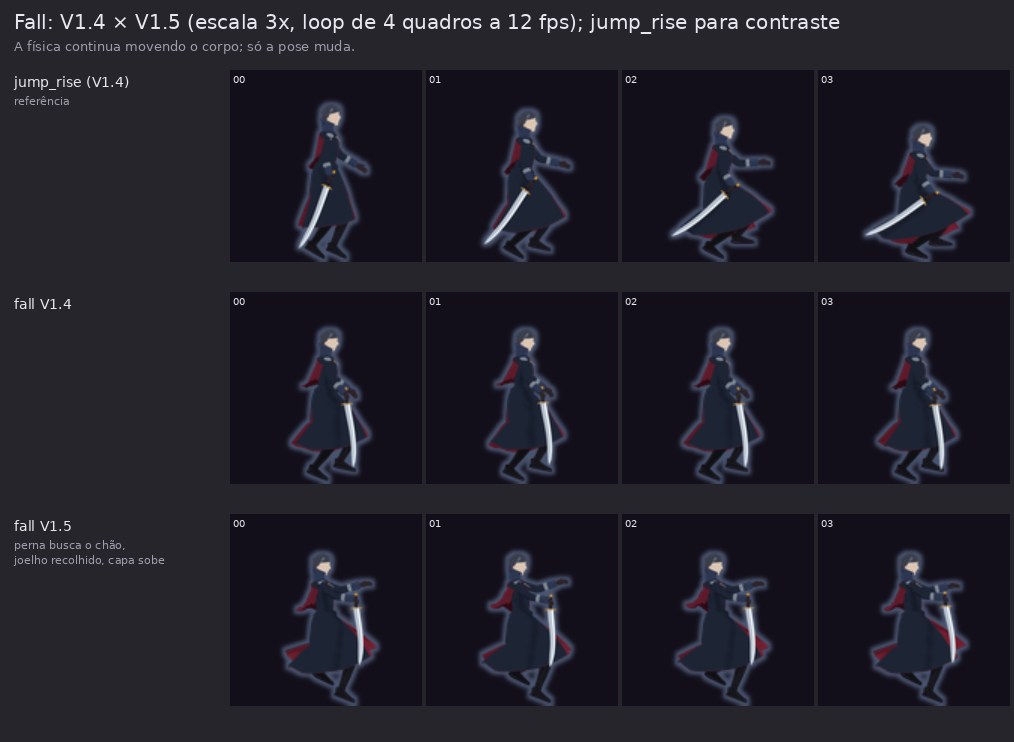 Fall: V1.4 × V1.5 (escala 3x, loop de 4 quadros a 12 fps); jump_rise para contraste
A física continua movendo o corpo; só a pose muda.
jump_rise (V1.4)
referência
00
01
02
03
fall V1.4
00
01
02
03
fall V1.5
perna busca o chão,
joelho recolhido, capa sobe
00
01
02
03